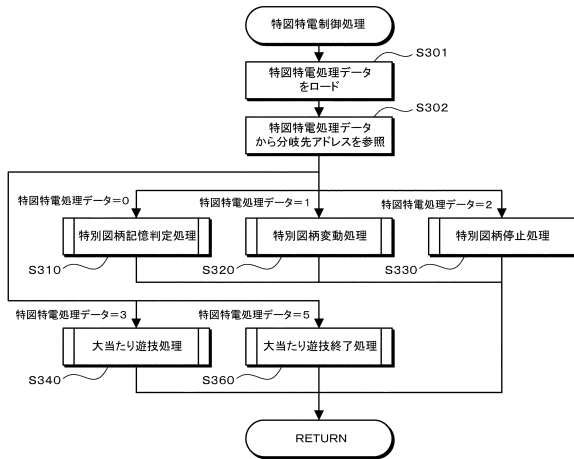 特図特電制御処理
S301
特図特電処理データ
をロード
S302
特図特電処理データ
から分岐先アドレスを参照
特図特電処理データ=0
特図特電処理データ=1
特図特電処理データ=2
特別図柄記憶判定処理
特別図柄変動処理
特別図柄停止処理
S310
S320
S330
特図特電処理データ=3
特図特電処理データ=5
大当たり遊技処理
大当たり遊技終了処理
S340
S360
RETURN